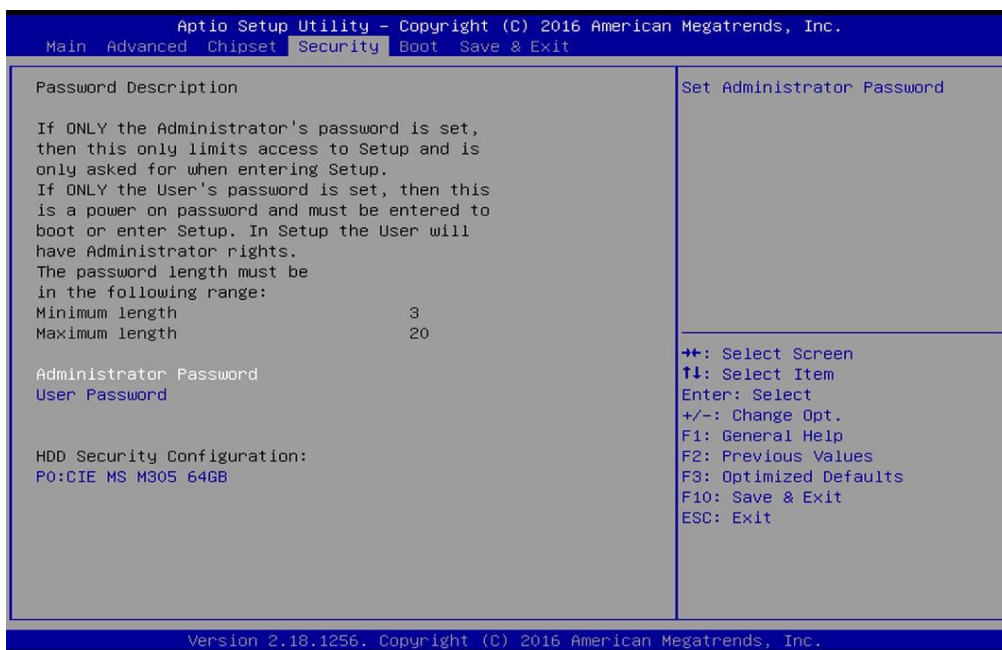 Aptio Setup Utility – Copyright (C) 2016 American Megatrends, Inc.
Main Advanced Chipset Security Boot Save & Exit
Password Description
If ONLY the Administrator's password is set,
then this only limits access to Setup and is
only asked for when entering Setup.
If ONLY the User's password is set, then this
is a power on password and must be entered to
boot or enter Setup. In Setup the User will
have Administrator rights.
The password length must be
in the following range:
Minimum length 3
Maximum length 20
Administrator Password
User Password
HDD Security Configuration:
P0:CIE MS M305 64GB
Set Administrator Password
→←: Select Screen
↑↓: Select Item
Enter: Select
+/-: Change Opt.
F1: General Help
F2: Previous Values
F3: Optimized Defaults
F10: Save & Exit
ESC: Exit
Version 2.18.1256. Copyright (C) 2016 American Megatrends, Inc.